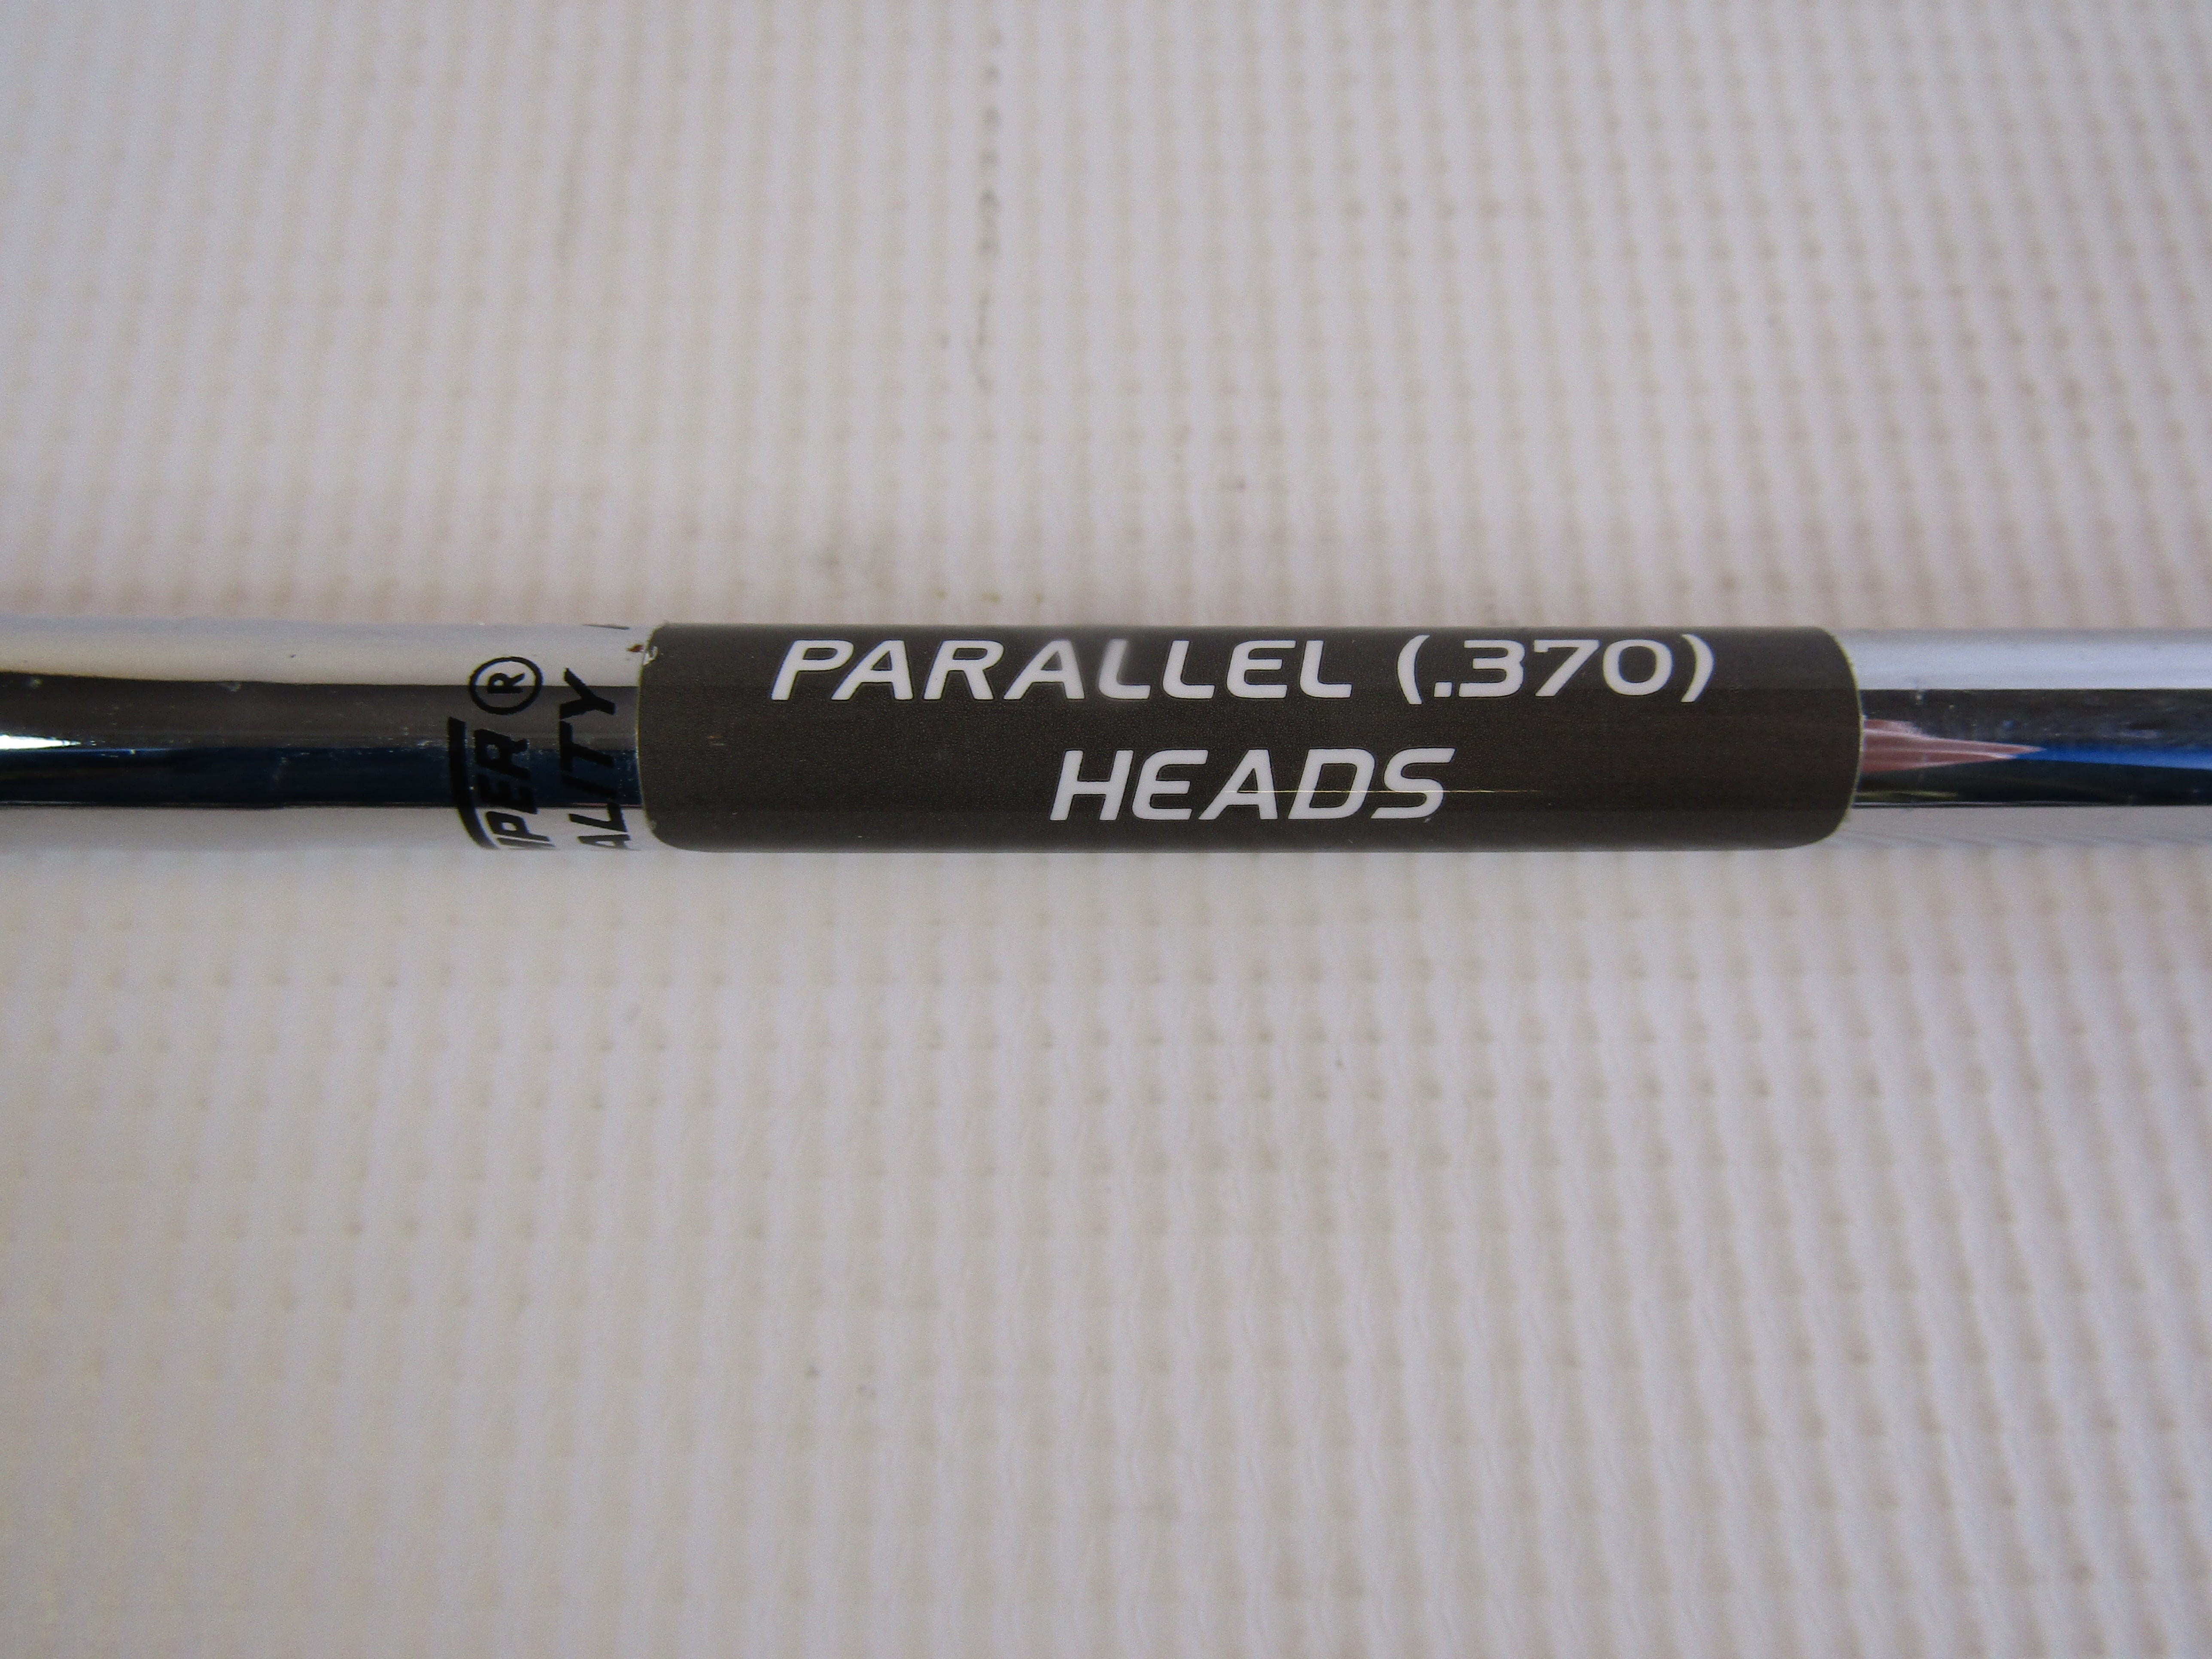 PARALLEL (.370)
HEADS
®